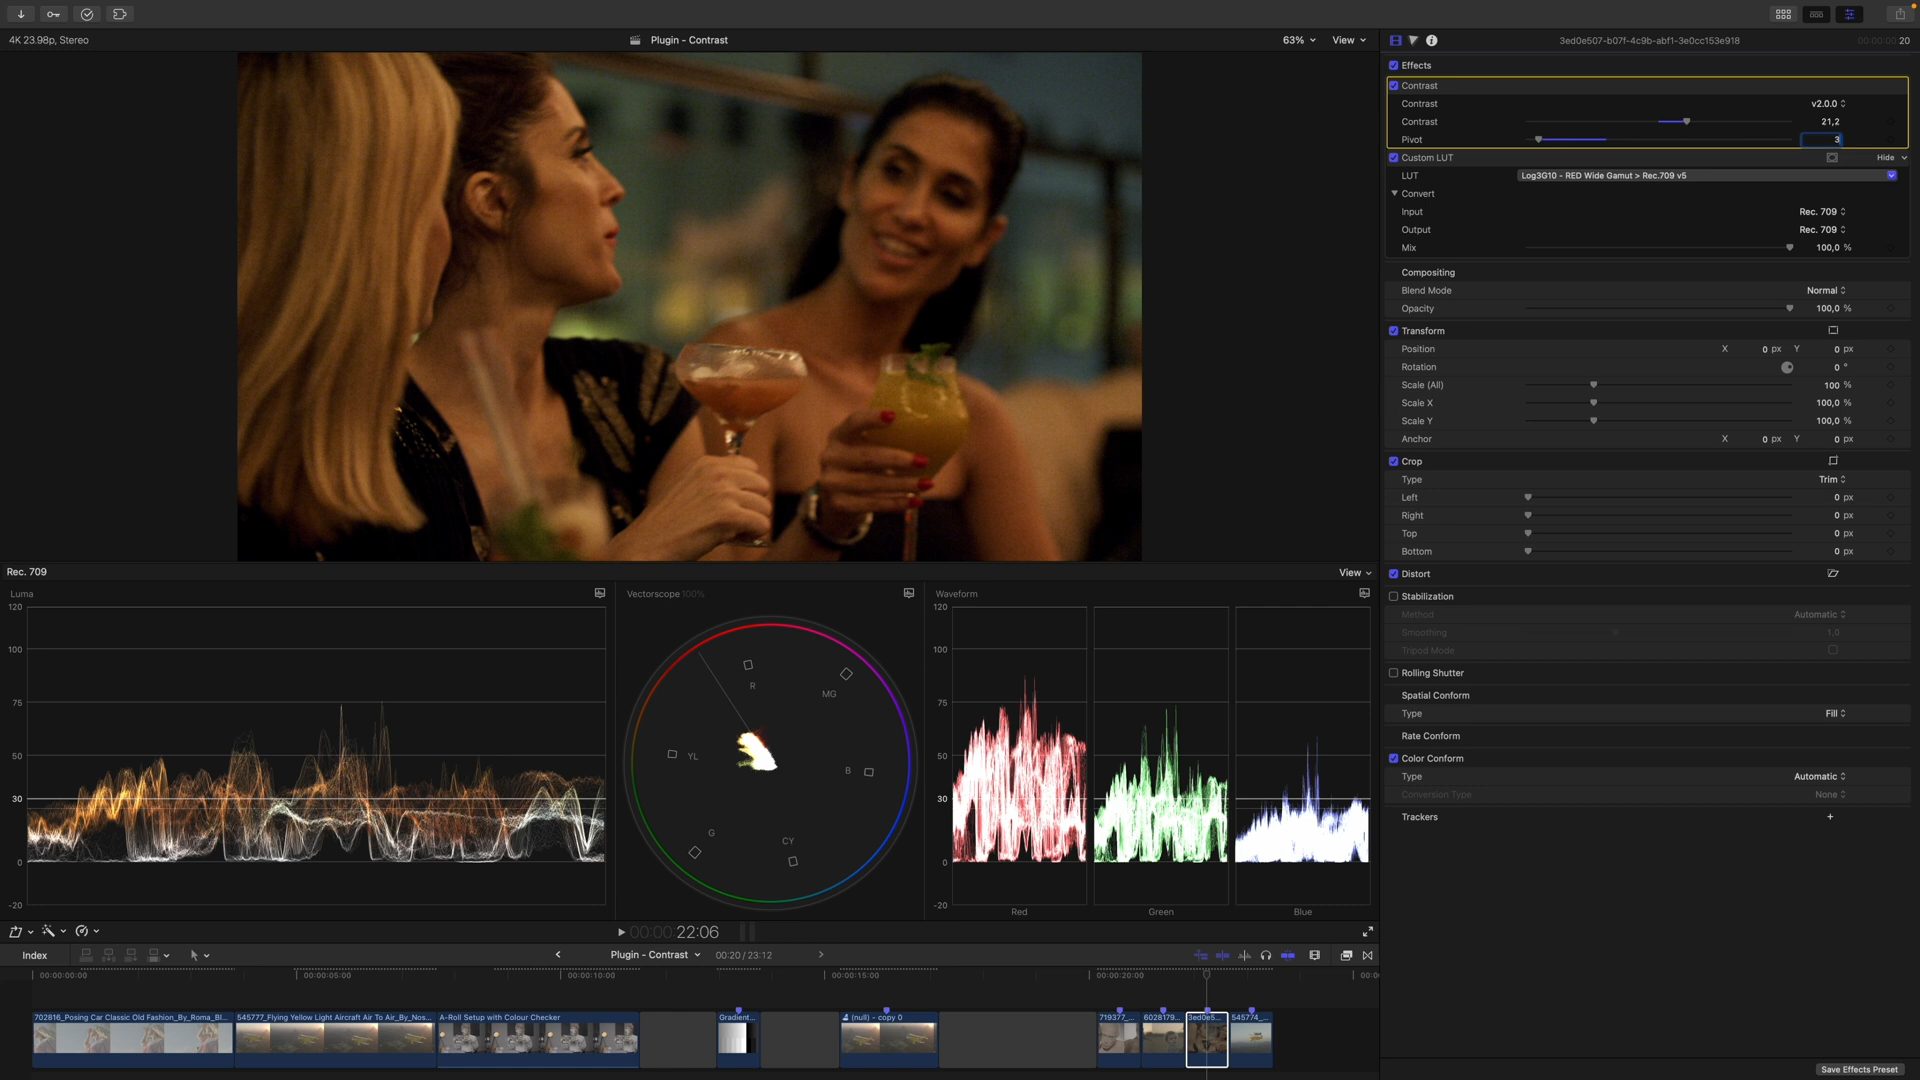 4K 23.98p, Stereo
Plugin - Contrast
63%
View
3ed0e507-b07f-4c9b-abf1-3e0cc153e918
00:00:00:20
Effects
Contrast
Contrast v2.0.0
Contrast 21,2
Pivot 3
Custom LUT Hide
LUT Log3G10 - RED Wide Gamut > Rec.709 v5
Convert
Input Rec. 709
Output Rec. 709
Mix 100,0 %
Compositing
Blend Mode Normal
Opacity 100,0 %
Transform
Position X 0 px Y 0 px
Rotation 0 °
Scale (All) 100 %
Scale X 100,0 %
Scale Y 100,0 %
Anchor X 0 px Y 0 px
Crop
Type Trim
Left 0 px
Right 0 px
Top 0 px
Bottom 0 px
Distort
Stabilization
Method Automatic
Smoothing 1,0
Tripod Mode
Rolling Shutter
Spatial Conform
Type Fill
Rate Conform
Color Conform
Type Automatic
Conversion Type None
Trackers +
Save Effects Preset
Rec. 709
View
Luma
120
100
75
50
30
0
-20
Vectorscope 100%
R
MG
YL
B
G
CY
Waveform
120
100
75
50
30
0
-20
Red Green Blue
00:00:22:06
Index
Plugin - Contrast
00:20 / 23:12
00:00:00:00
00:00:05:00
00:00:10:00
00:00:15:00
00:00:20:00
00:0
702816_Posing Car Classic Old Fashion_By_Roma_Bl...
545777_Flying Yellow Light Aircraft Air To Air_By_Nos...
A-Roll Setup with Colour Checker
Gradient...
(null) - copy 0
719377_...
6028179...
3ed0e5...
545774_...